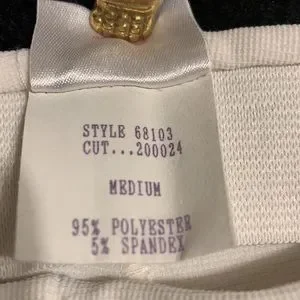 STYLE 68103
CUT...200024
MEDIUM
95% POLYESTER
5% SPANDEX